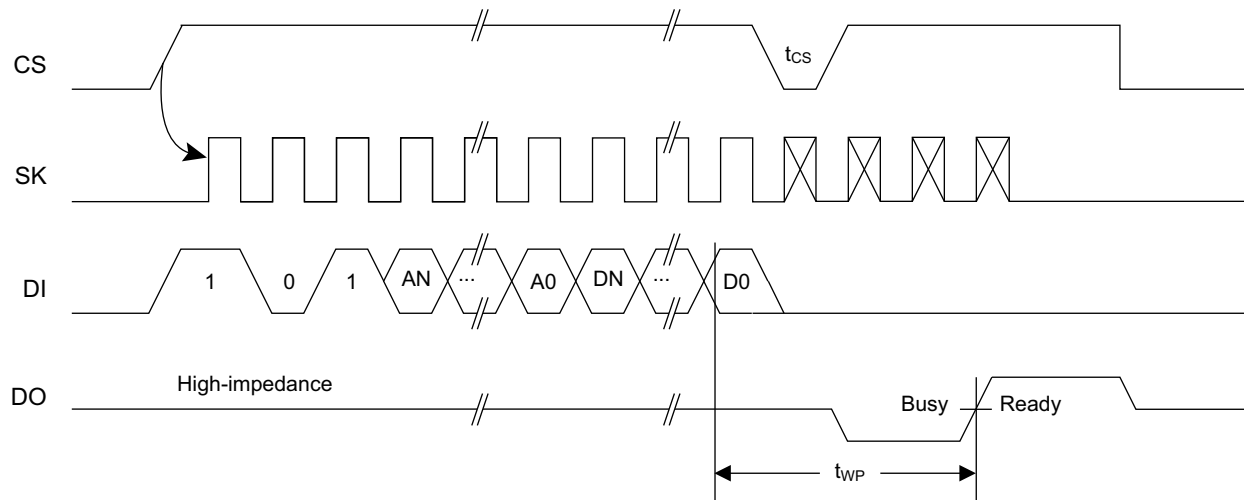 CS
tCS
SK
DI
1 0 1 AN ... A0 DN ... D0
High-impedance
DO
Busy Ready
tWP